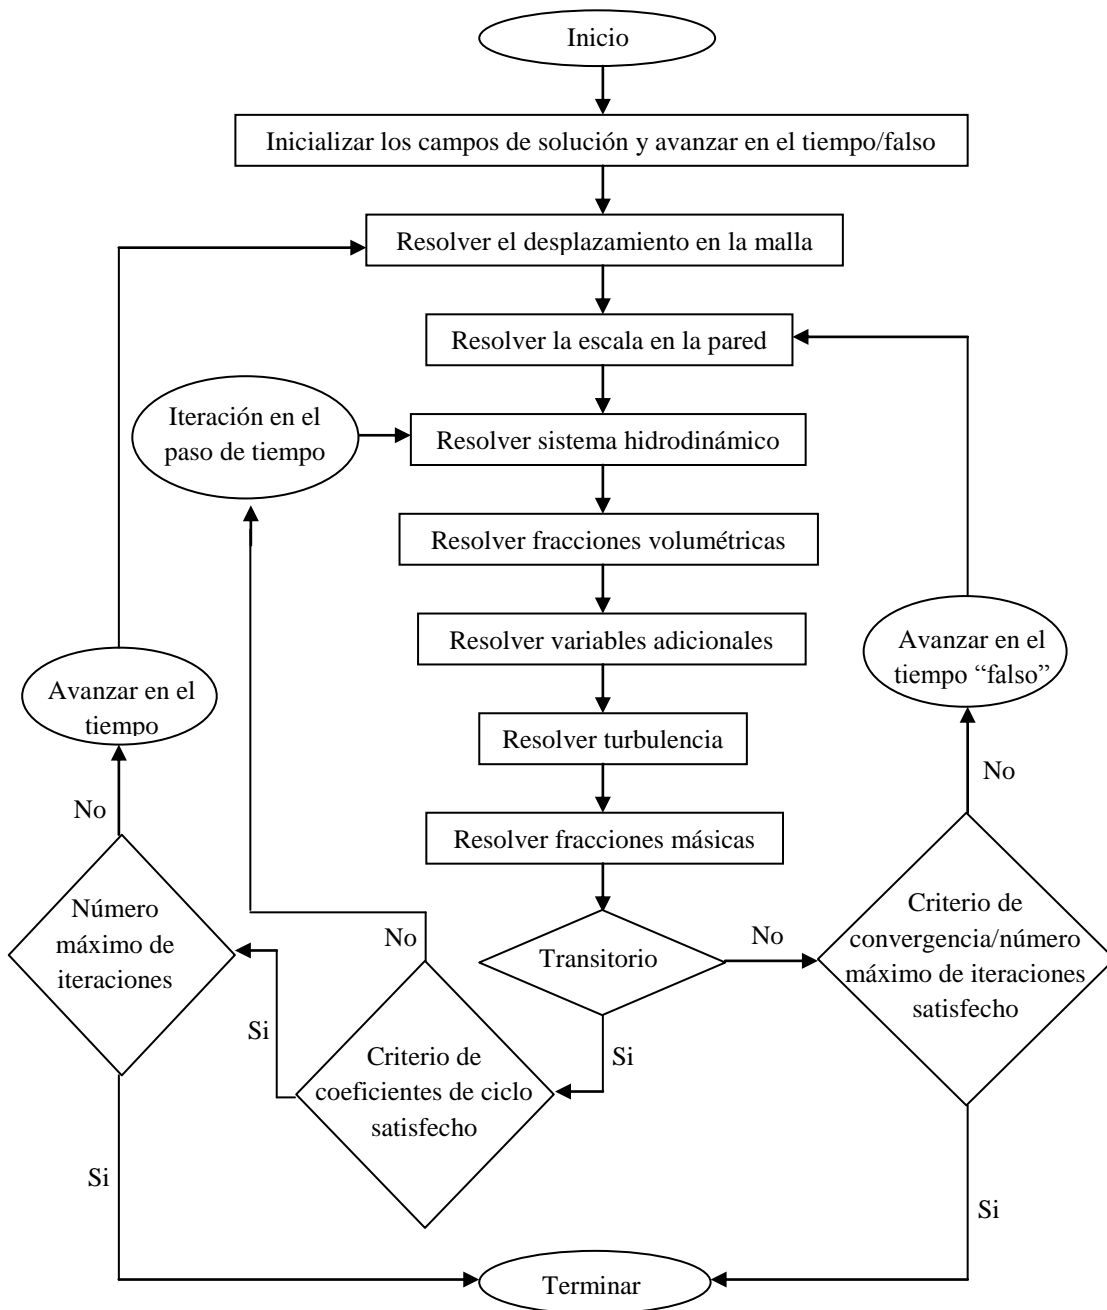 Inicio
Inicializar los campos de solución y avanzar en el tiempo/falso
Resolver el desplazamiento en la malla
Resolver la escala en la pared
Iteración en el
paso de tiempo
Resolver sistema hidrodinámico
Resolver fracciones volumétricas
Resolver variables adicionales
Avanzar en el
tiempo “falso”
Avanzar en el
tiempo
Resolver turbulencia
No
No
Resolver fracciones másicas
Número
máximo de
iteraciones
No
Transitorio
No
Criterio de
convergencia/número
máximo de iteraciones
satisfecho
Si
Si
Criterio de
coeficientes de ciclo
satisfecho
Si
Si
Terminar